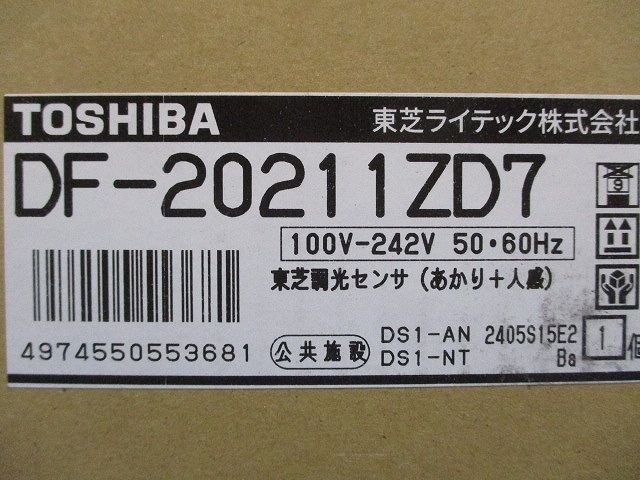 TOSHIBA 東芝ライテック株式会社
DF-20211ZD7
9
100V-242V 50・60Hz
東芝調光センサ(あかり+人感)
4974550553681
公共施設 DS1-AN 2405S15E2 1個
DS1-NT Ba